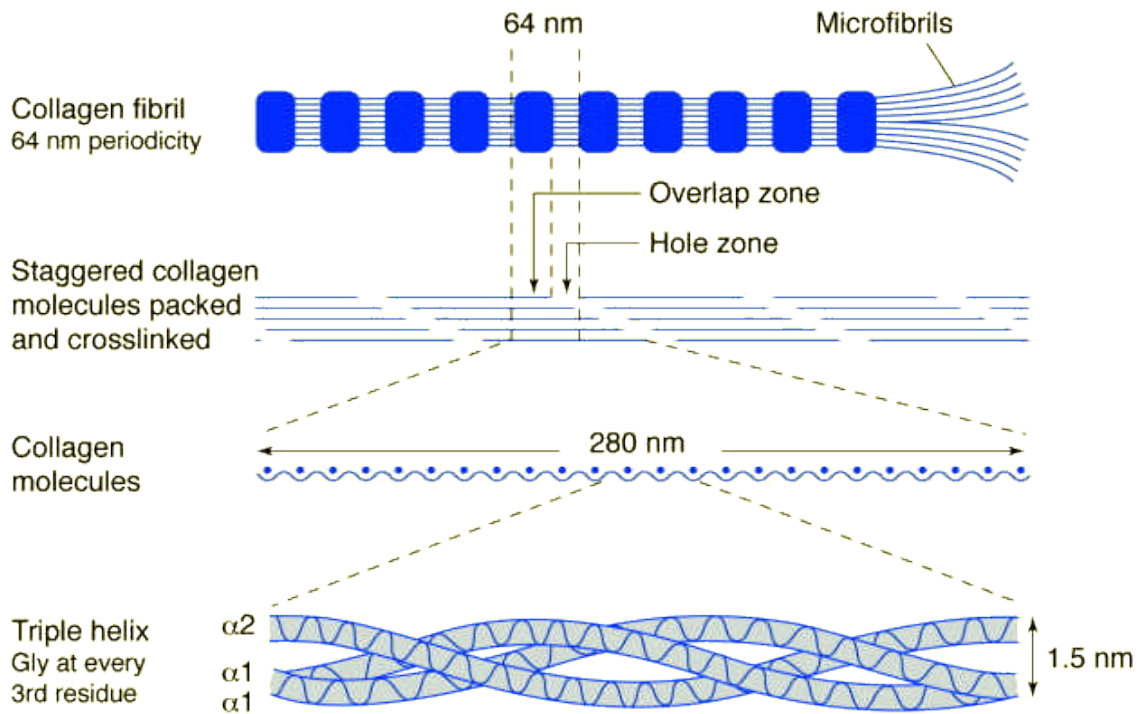 64 nm
Microfibrils
Collagen fibril
64 nm periodicity
Overlap zone
Hole zone
Staggered collagen
molecules packed
and crosslinked
280 nm
Collagen
molecules
Triple helix
Gly at every
3rd residue
α2
α1
α1
1.5 nm